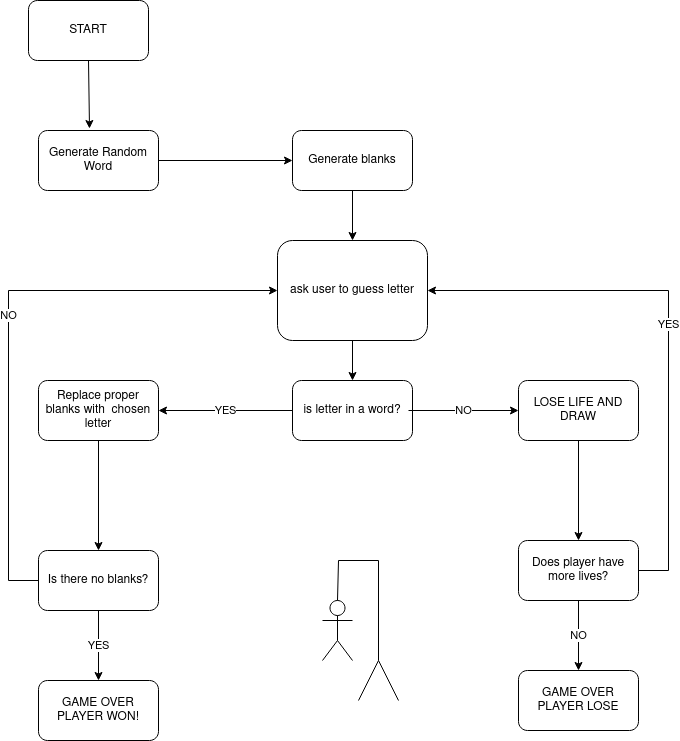 START
Generate Random
Word
Generate blanks
ask user to guess letter
NO
YES
Replace proper
blanks with chosen
letter
YES
is letter in a word?
NO
LOSE LIFE AND
DRAW
Is there no blanks?
Does player have
more lives?
YES
NO
GAME OVER
PLAYER WON!
GAME OVER
PLAYER LOSE